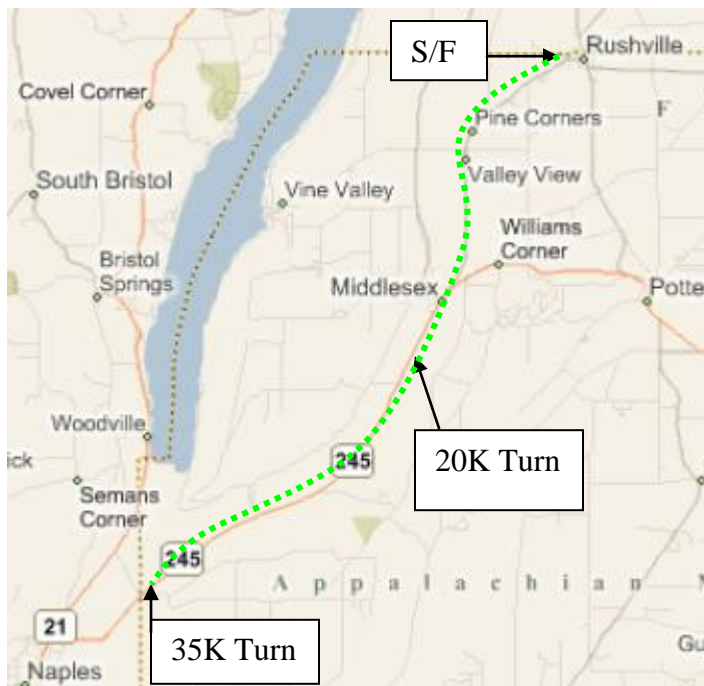 S/F
Rushville
Covel Corner
F
Pine Corners
Valley View
South Bristol
Vine Valley
Williams
Corner
Bristol
Springs
Middlesex
Potte
Woodville
20K Turn
ick
245
Semans
Corner
245
A p p a l a c h i a n M
21
35K Turn
Gu
Naples